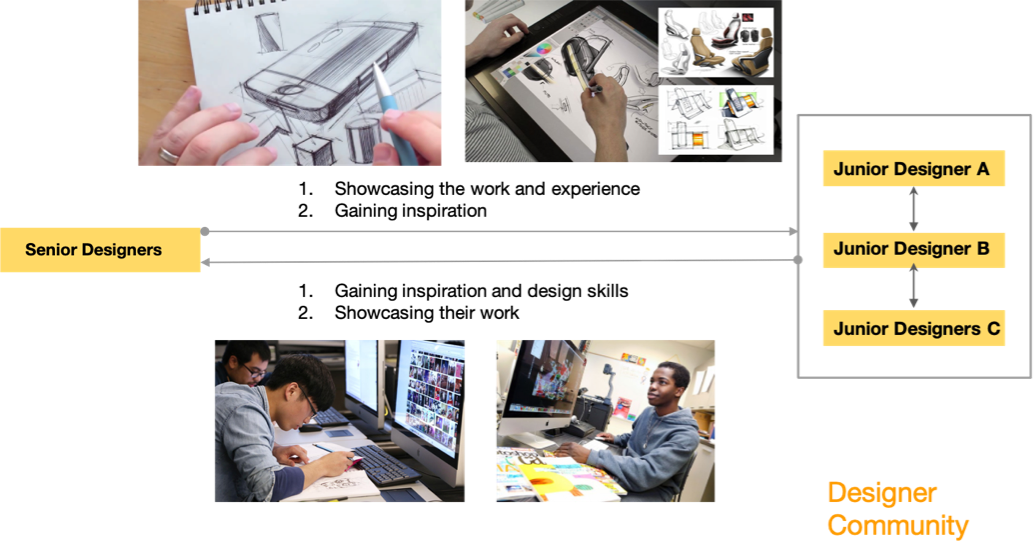 1. Showcasing the work and experience
2. Gaining inspiration
Senior Designers
1. Gaining inspiration and design skills
2. Showcasing their work
Junior Designer A
Junior Designer B
Junior Designers C
Designer
Community